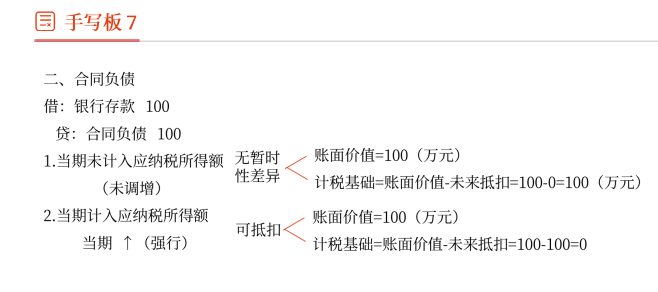 手写板 7
二、合同负债
借：银行存款 100
贷：合同负债 100
1.当期未计入应纳税所得额
（未调增）
无暂时
性差异
账面价值=100（万元）
计税基础=账面价值-未来抵扣=100-0=100（万元）
2.当期计入应纳税所得额
当期 ↑（强行）
可抵扣
账面价值=100（万元）
计税基础=账面价值-未来抵扣=100-100=0